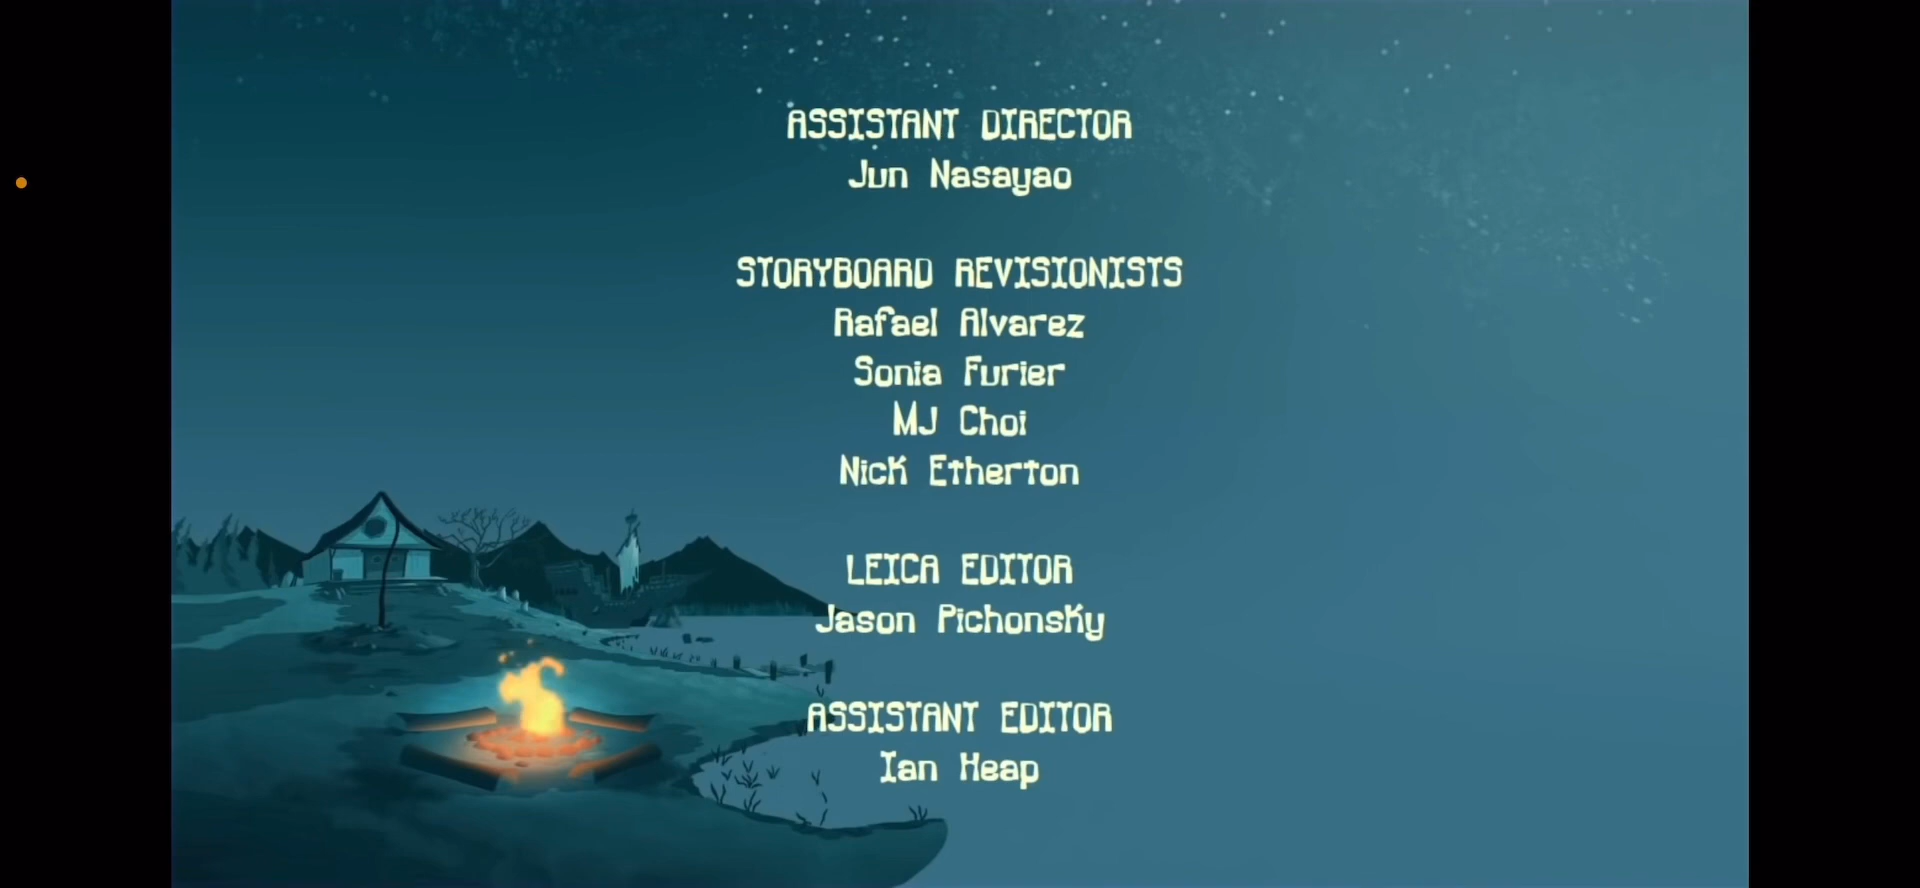 ASSISTANT DIRECTOR
Jun Nasayao
STORYBOARD REVISIONISTS
Rafael Alvarez
Sonia Furier
MJ Choi
Nick Etherton
LEICA EDITOR
Jason Pichonsky
ASSISTANT EDITOR
Ian Heap